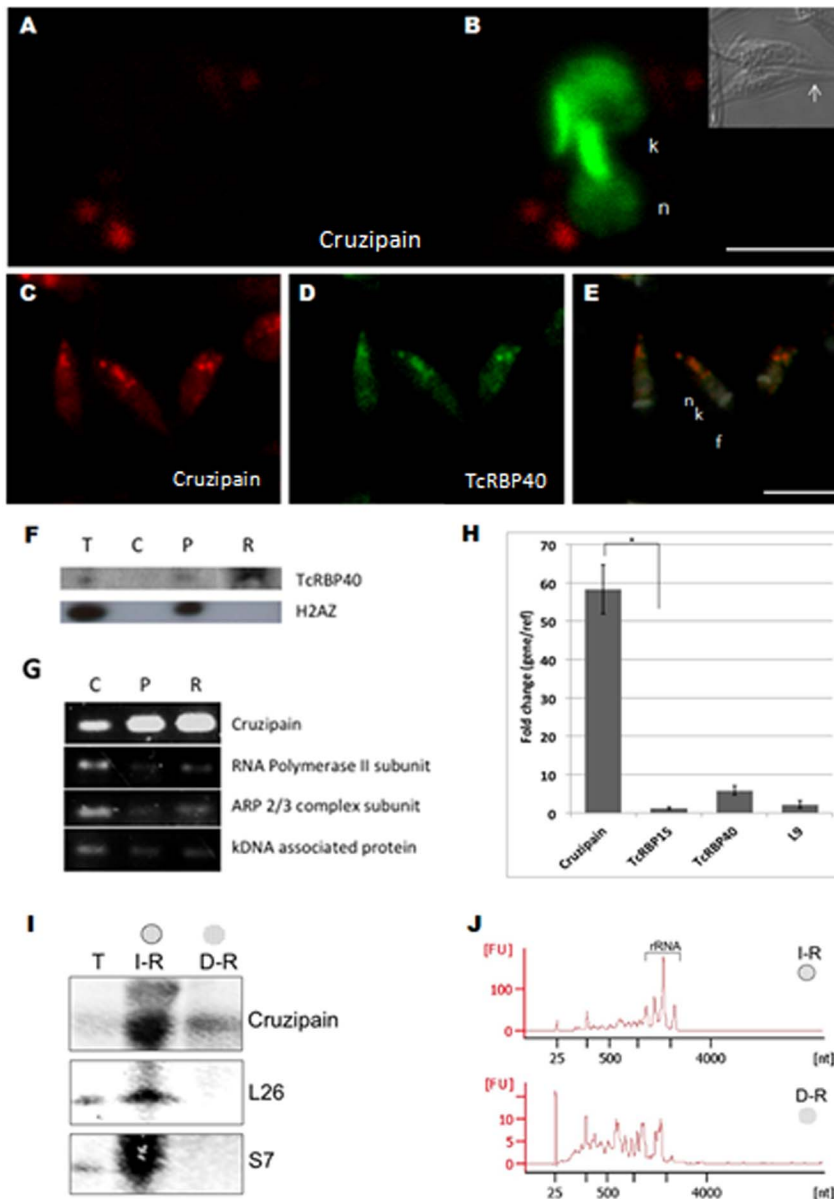 A
B
k
n
Cruzipain
C
D
E
n
k
f
Cruzipain
TcRBP40
F
T C P R
TcRBP40
H2AZ
G
C P R
Cruzipain
RNA Polymerase II subunit
ARP 2/3 complex subunit
kDNA associated protein
H
Fold change (gene/ref)
70
60
50
40
30
20
10
0
*
Cruzipain
TcRBP15
TcRBP40
L9
I
T I-R D-R
Cruzipain
L26
S7
J
[FU]
rRNA
I-R
100
0
25 500 4000 [nt]
[FU]
D-R
10
5
0
25 500 4000 [nt]